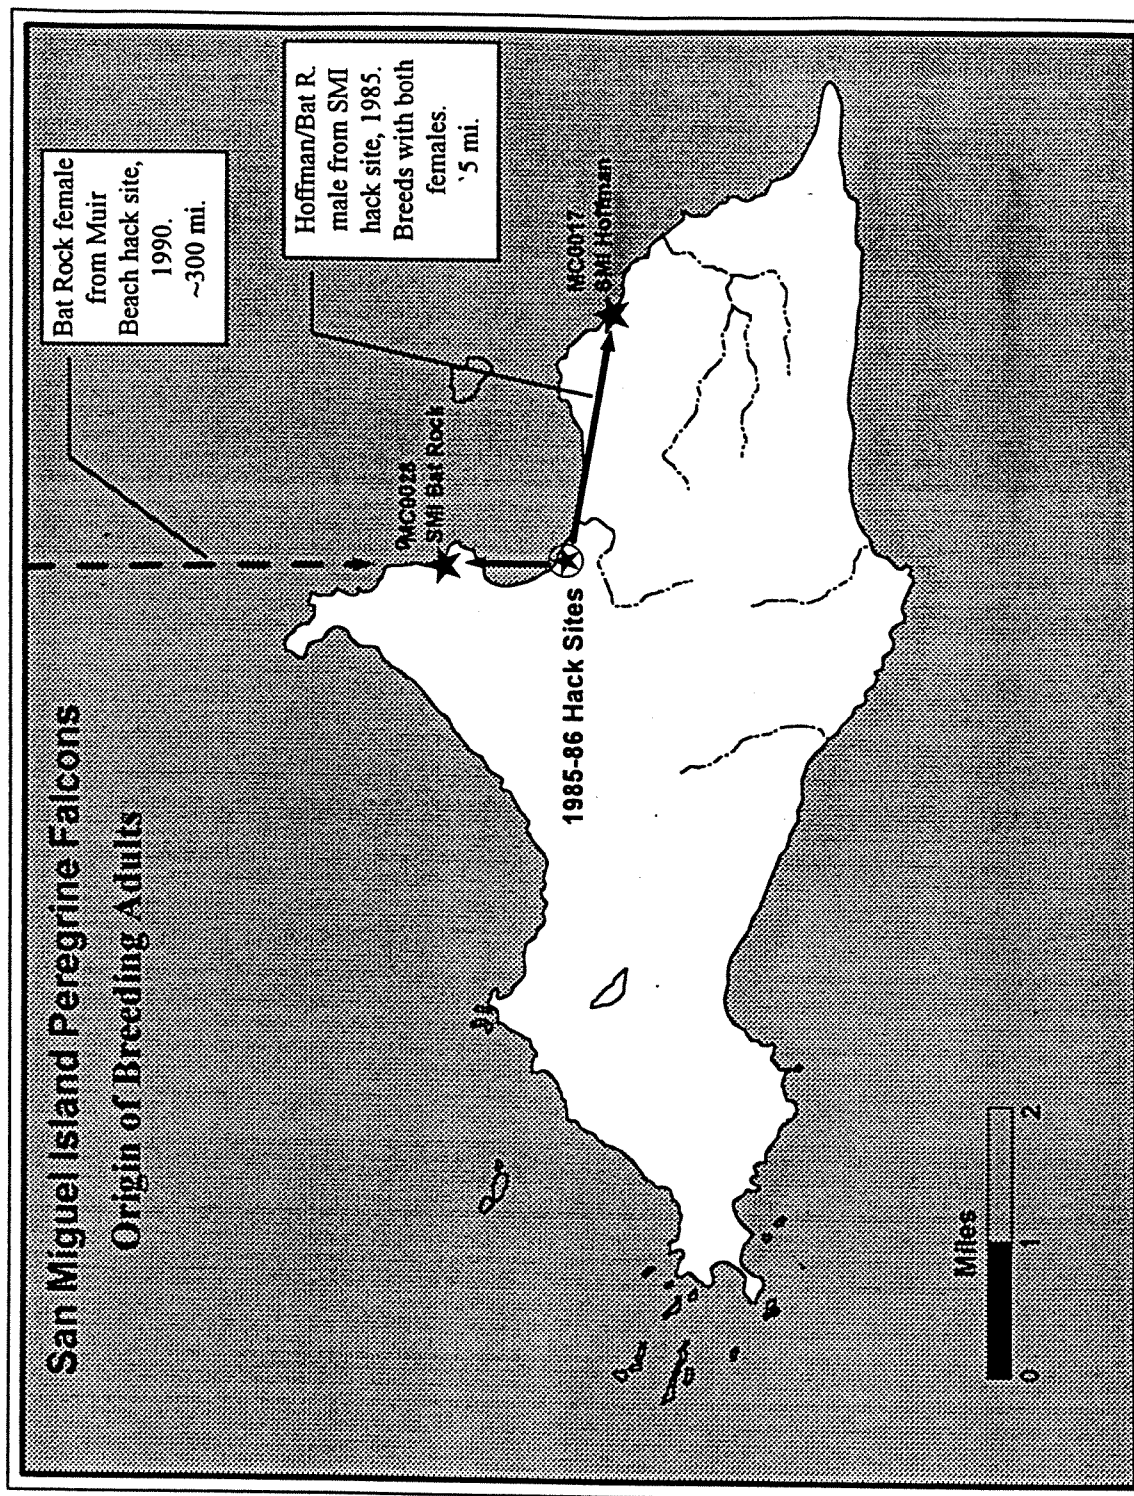 San Miguel Island Peregrine Falcons
Origin of Breeding Adults
Bat Rock female
from Muir
Beach hack site,
1990.
~300 mi.
Hoffman/Bat R.
male from SMI
hack site, 1985.
Breeds with both
females.
`5 mi.
MC0028
SMI Bat Rock
MC0017
SMI Hoffman
1985-86 Hack Sites
Miles
0 1 2